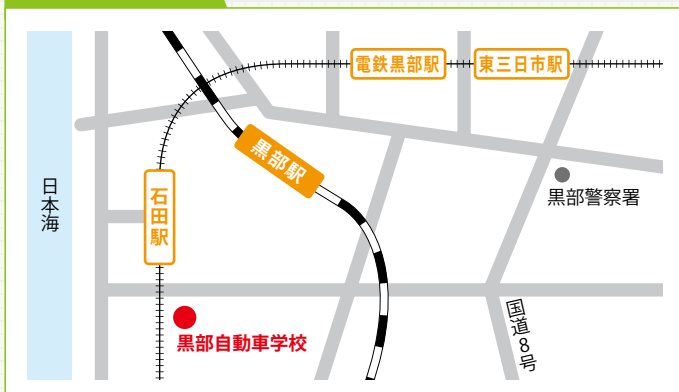 電鉄黒部駅
東三日市駅
黒部駅
黒部警察署
日本海
石田駅
国道8号
黒部自動車学校